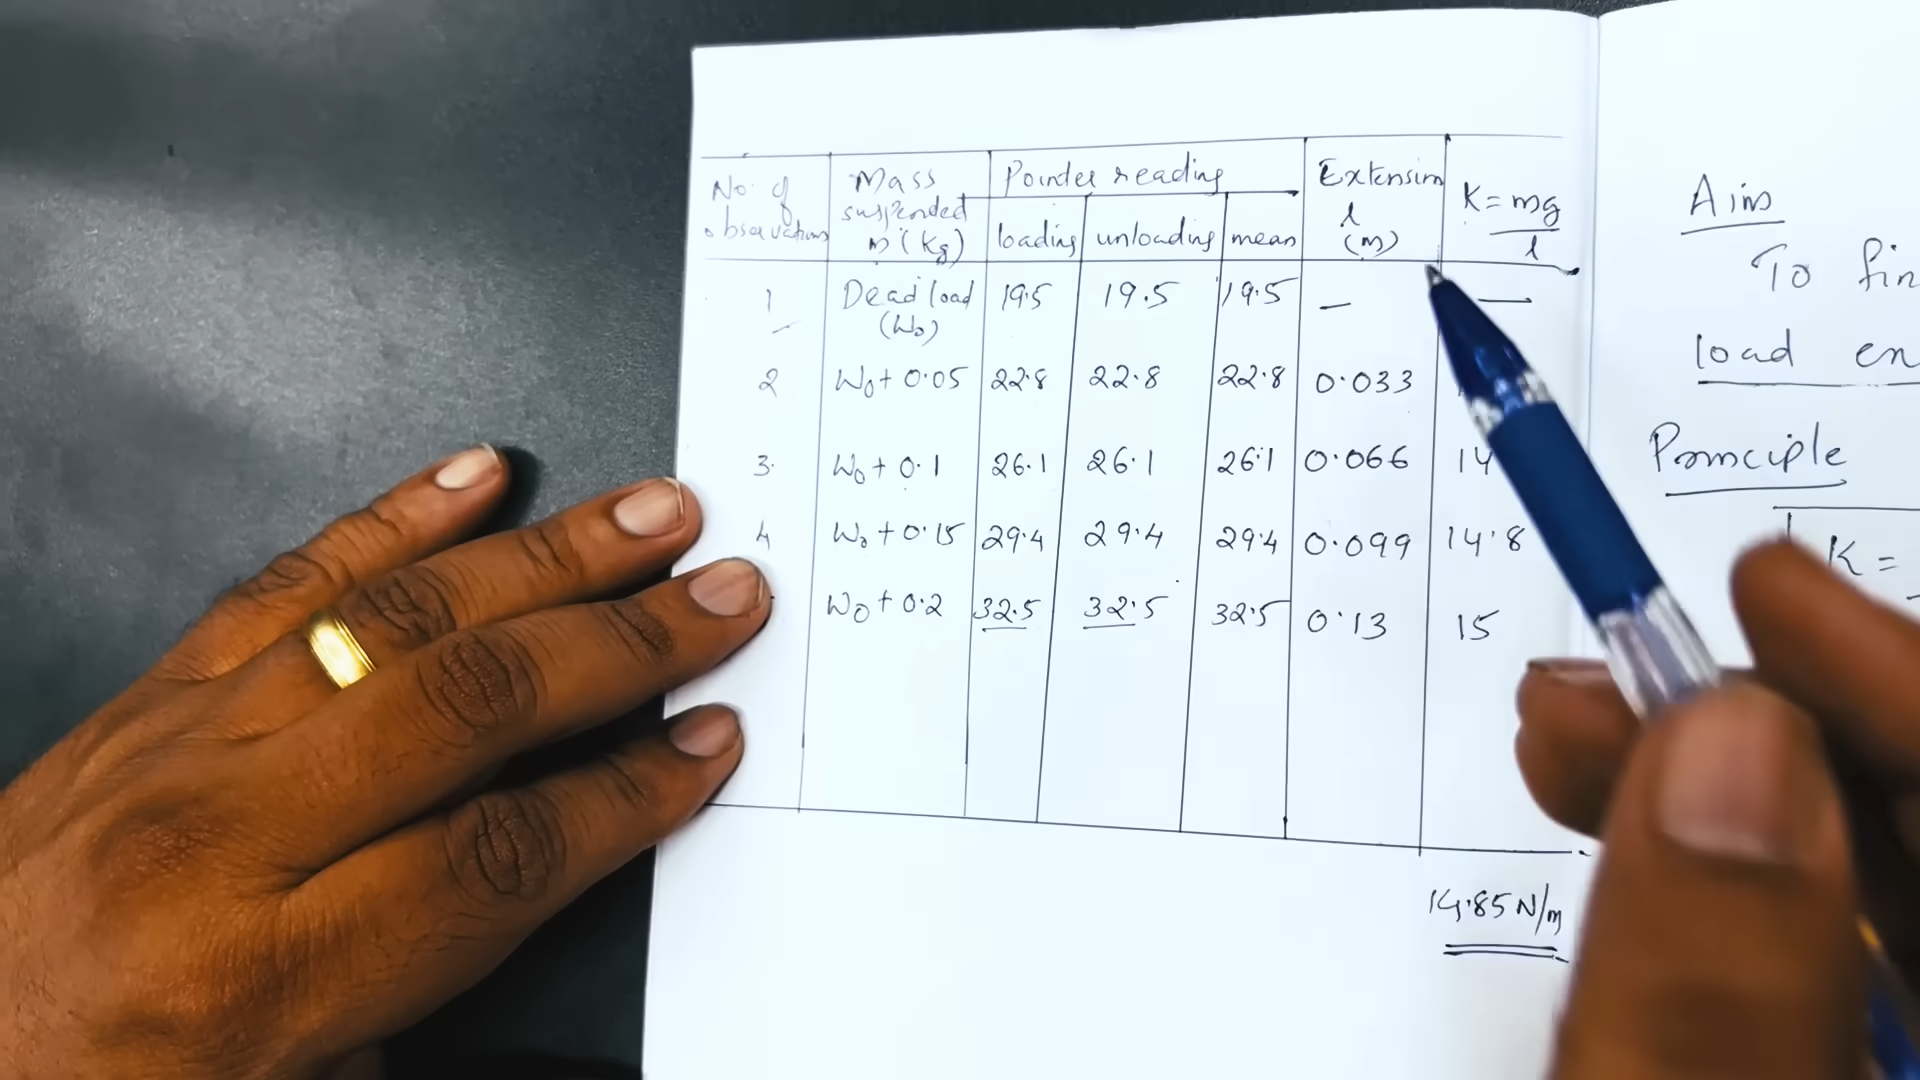 No. of observations Mass suspended m (Kg) Pointer reading Extension l (m) K = mg/l
loading unloading mean
1 Dead load (W₀) 19.5 19.5 19.5 — —
2 W₀ + 0.05 22.8 22.8 22.8 0.033
3. W₀ + 0.1 26.1 26.1 26.1 0.066 14
4 W₀ + 0.15 29.4 29.4 29.4 0.099 14.8
W₀ + 0.2 32.5 32.5 32.5 0.13 15
14.85 N/m
Aim
To fin
load en
Principle
K =